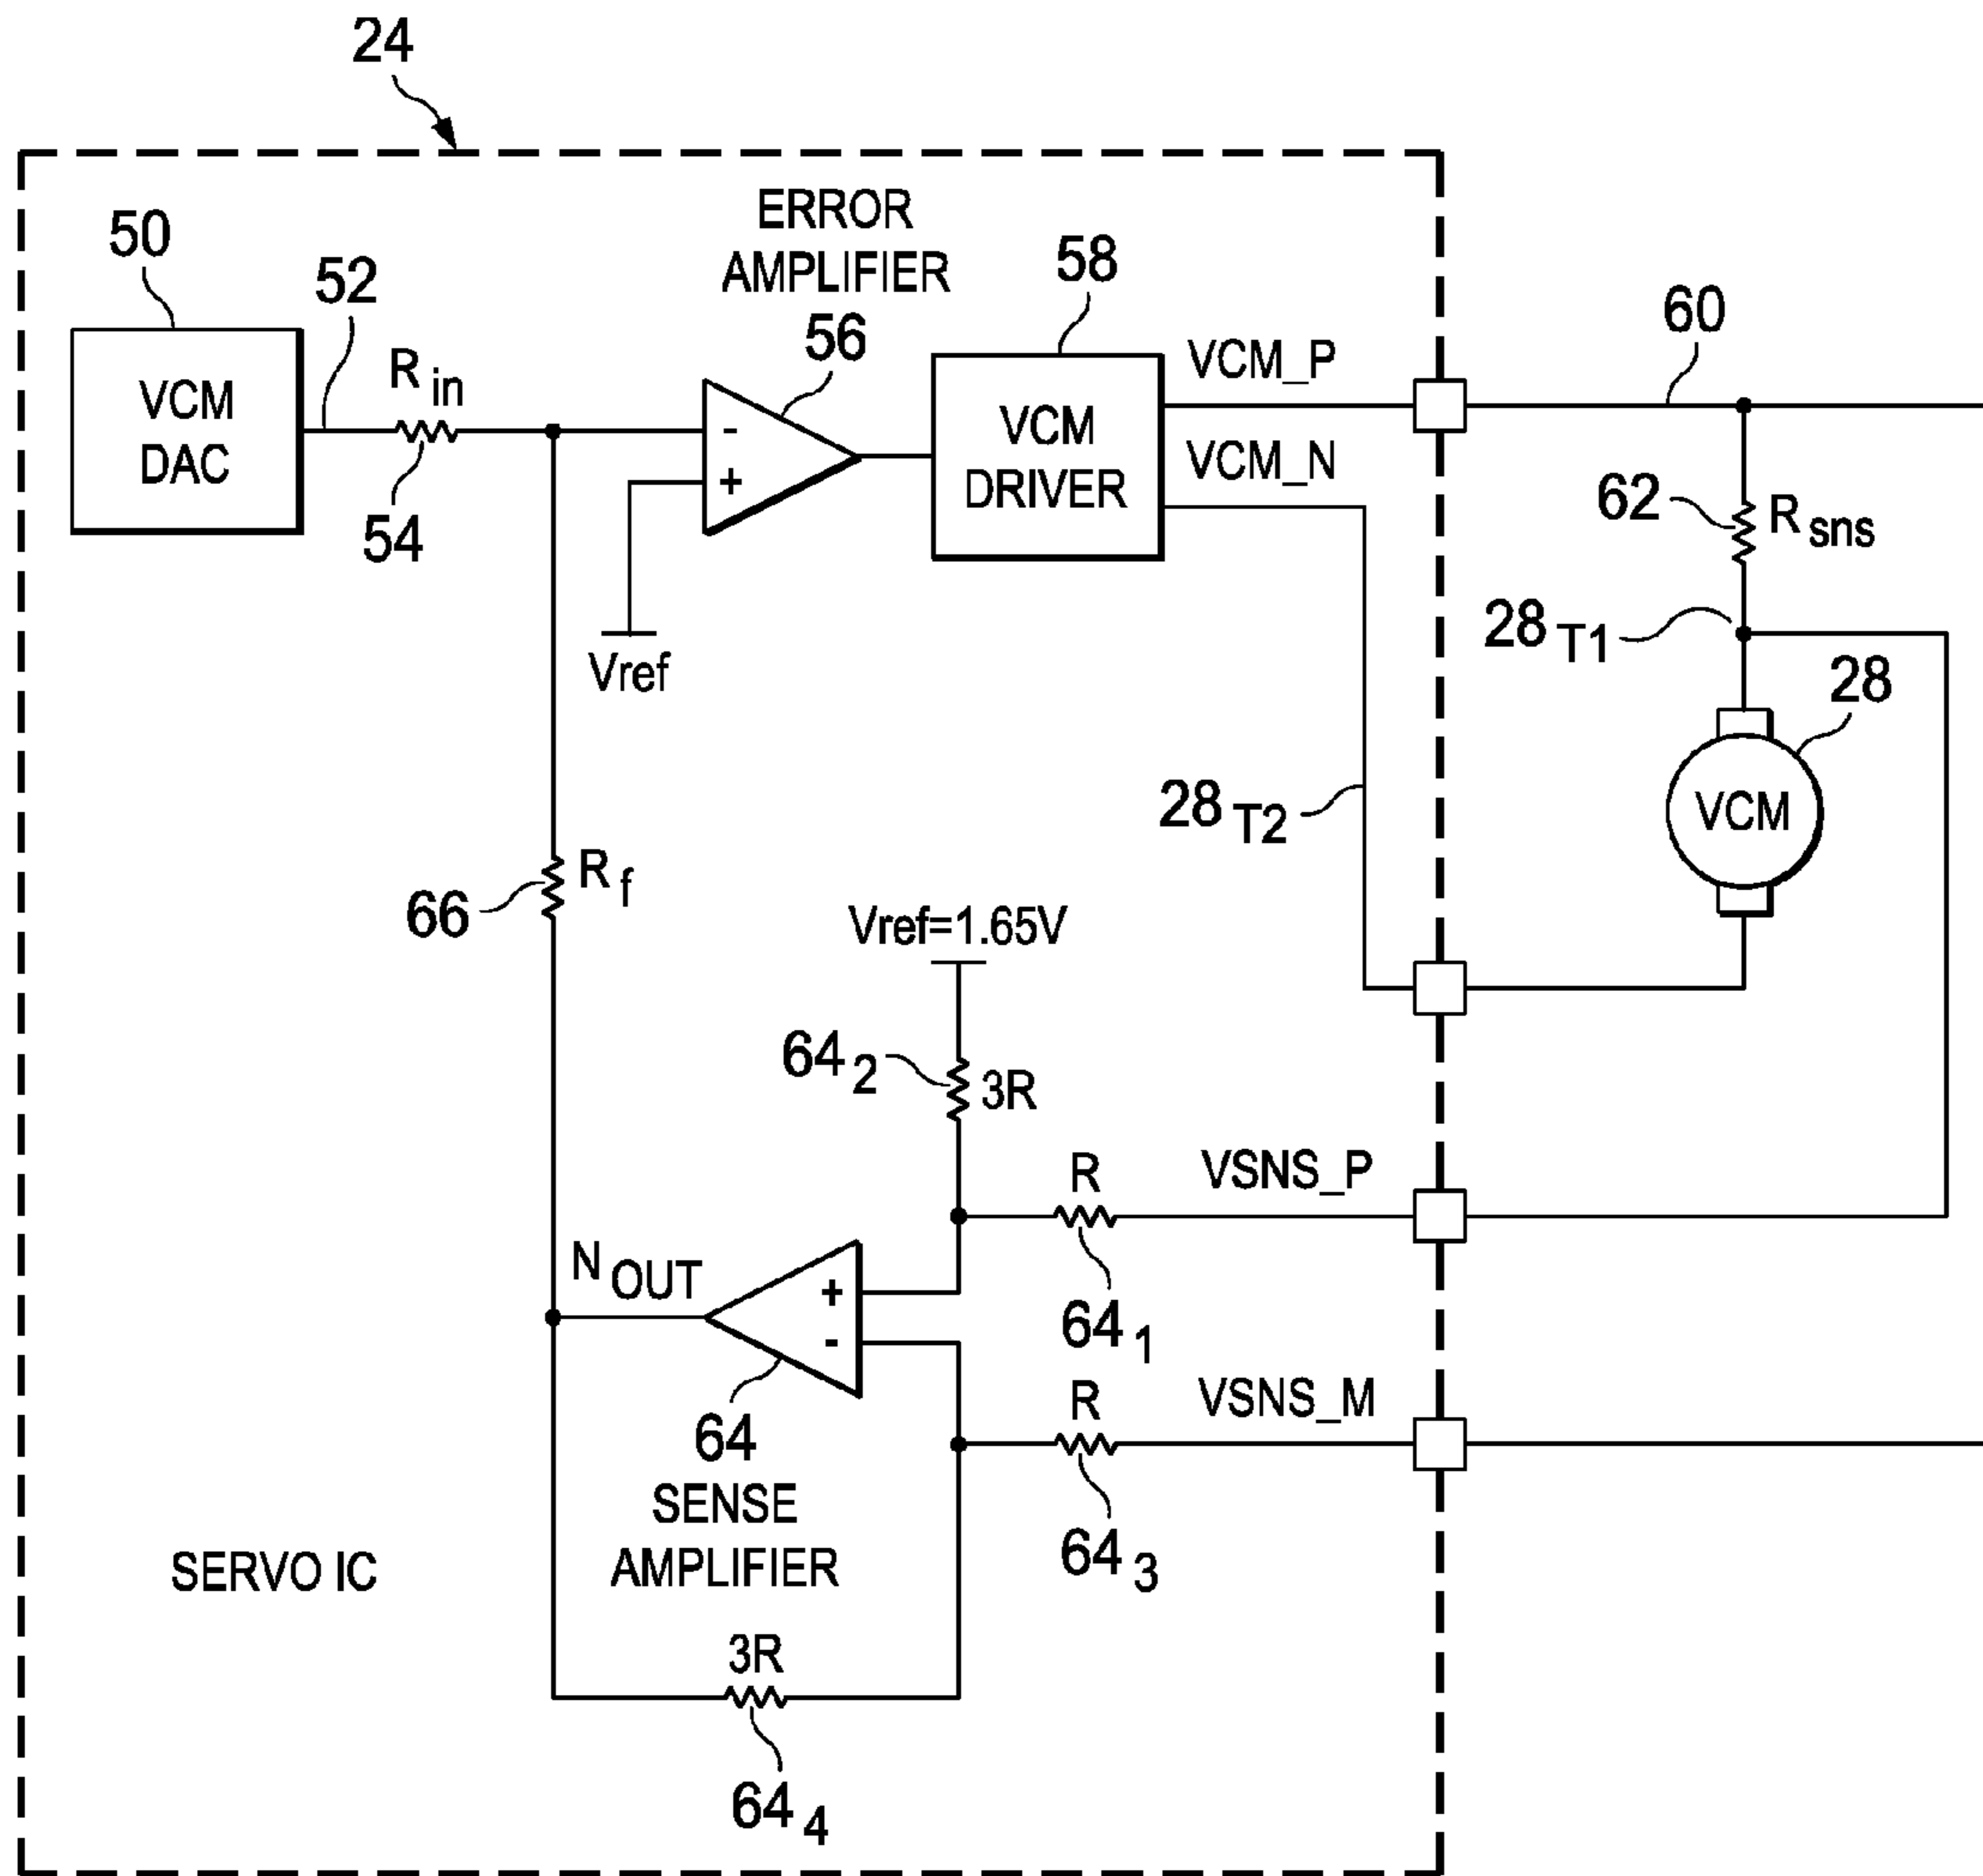 24
50
VCM
DAC
52
R in
54
ERROR
AMPLIFIER
56
-
+
Vref
58
VCM
DRIVER
VCM_P
VCM_N
60
62
R sns
28 T1
28
VCM
28 T2
66
R f
Vref=1.65V
64 2
3R
R
VSNS_P
64 1
N OUT
+
-
64
SENSE
AMPLIFIER
R
VSNS_M
64 3
SERVO IC
3R
64 4